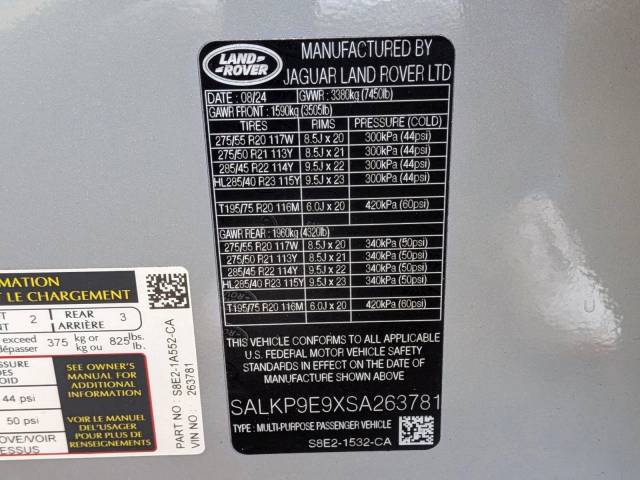 LAND-
ROVER
MANUFACTURED BY
JAGUAR LAND ROVER LTD
DATE : 08/24 GVWR : 3380kg (7450lb)
GAWR FRONT : 1590kg (3505lb)
TIRES RIMS PRESSURE (COLD)
275/55 R20 117W 8.5J x 20 300kPa (44psi)
275/50 R21 113Y 8.5J x 21 300kPa (44psi)
285/45 R22 114Y 9.5J x 22 300kPa (44psi)
HL285/40 R23 115Y 9.5J x 23 300kPa (44psi)
T195/75 R20 116M 6.0J x 20 420kPa (60psi)
GAWR REAR : 1960kg (4320lb)
275/55 R20 117W 8.5J x 20 340kPa (50psi)
275/50 R21 113Y 8.5J x 21 340kPa (50psi)
285/45 R22 114Y 9.5J x 22 340kPa (50psi)
HL285/40 R23 115Y 9.5J x 23 340kPa (50psi)
T195/75 R20 116M 6.0J x 20 420kPa (60psi)
THIS VEHICLE CONFORMS TO ALL APPLICABLE
U.S. FEDERAL MOTOR VEHICLE SAFETY
STANDARDS IN EFFECT ON THE DATE OF
MANUFACTURE SHOWN ABOVE.
SALKP9E9XSA263781
TYPE : MULTI-PURPOSE PASSENGER VEHICLE
S8E2-1532-CA
MATION
T LE CHARGEMENT
T 2 REAR 3
NT ARRIÈRE
exceed 375 kg or 825 lbs.
dépasser kg ou lb.
SSURE
DES
OID
44 psi
50 psi
OVE/VOIR
ESSUS
SEE OWNER'S
MANUAL FOR
ADDITIONAL
INFORMATION
VOIR LE MANUEL
DE L'USAGER
POUR PLUS DE
RENSEIGNEMENTS
PART NO : S8E2-1A552-CA
VIN NO : 263781